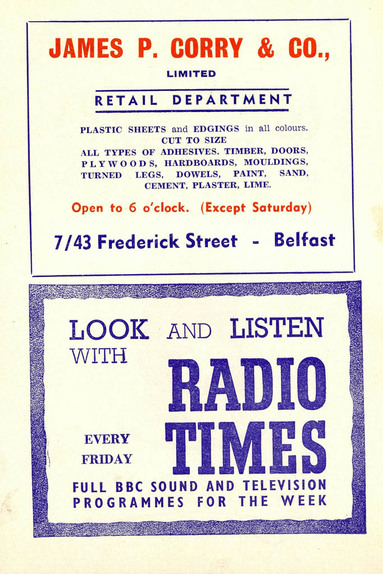 JAMES P. CORRY & CO.,
LIMITED
RETAIL DEPARTMENT
PLASTIC SHEETS and EDGINGS in all colours.
CUT TO SIZE
ALL TYPES OF ADHESIVES, TIMBER, DOORS,
PLYWOODS, HARDBOARDS, MOULDINGS,
TURNED LEGS, DOWELS, PAINT, SAND,
CEMENT, PLASTER, LIME.
Open to 6 o'clock. (Except Saturday)
7/43 Frederick Street - Belfast
LOOK AND LISTEN
WITH
RADIO
TIMES
EVERY
FRIDAY
FULL BBC SOUND AND TELEVISION
PROGRAMMES FOR THE WEEK